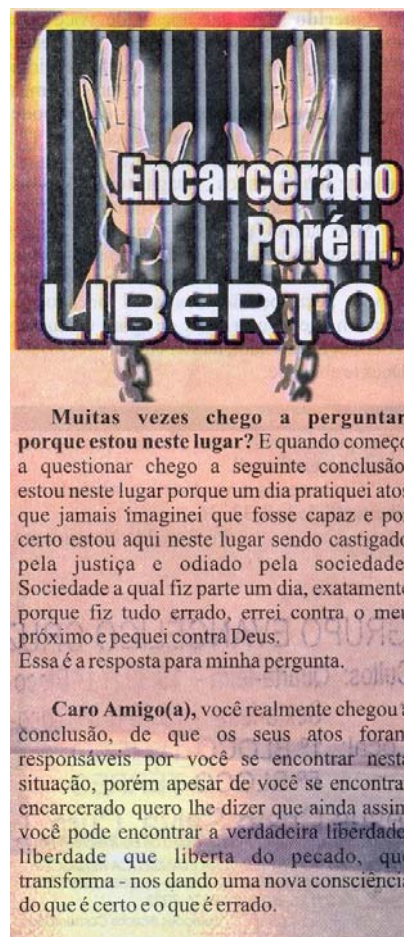 Encarcerado
Porém,
LIBERTO
Muitas vezes chego a perguntar
porque estou neste lugar? E quando começo
a questionar chego a seguinte conclusão
estou neste lugar porque um dia pratiquei atos
que jamais imaginei que fosse capaz e por
certo estou aqui neste lugar sendo castigado
pela justiça e odiado pela sociedade
Sociedade a qual fiz parte um dia, exatamente
porque fiz tudo errado, errei contra o meu
próximo e pequei contra Deus.
Essa é a resposta para minha pergunta.
Caro Amigo(a), você realmente chegou a
conclusão, de que os seus atos foram
responsáveis por você se encontrar nesta
situação, porém apesar de você se encontrar
encarcerado quero lhe dizer que ainda assim
você pode encontrar a verdadeira liberdade
liberdade que liberta do pecado, que
transforma - nos dando uma nova consciência
do que é certo e o que é errado.